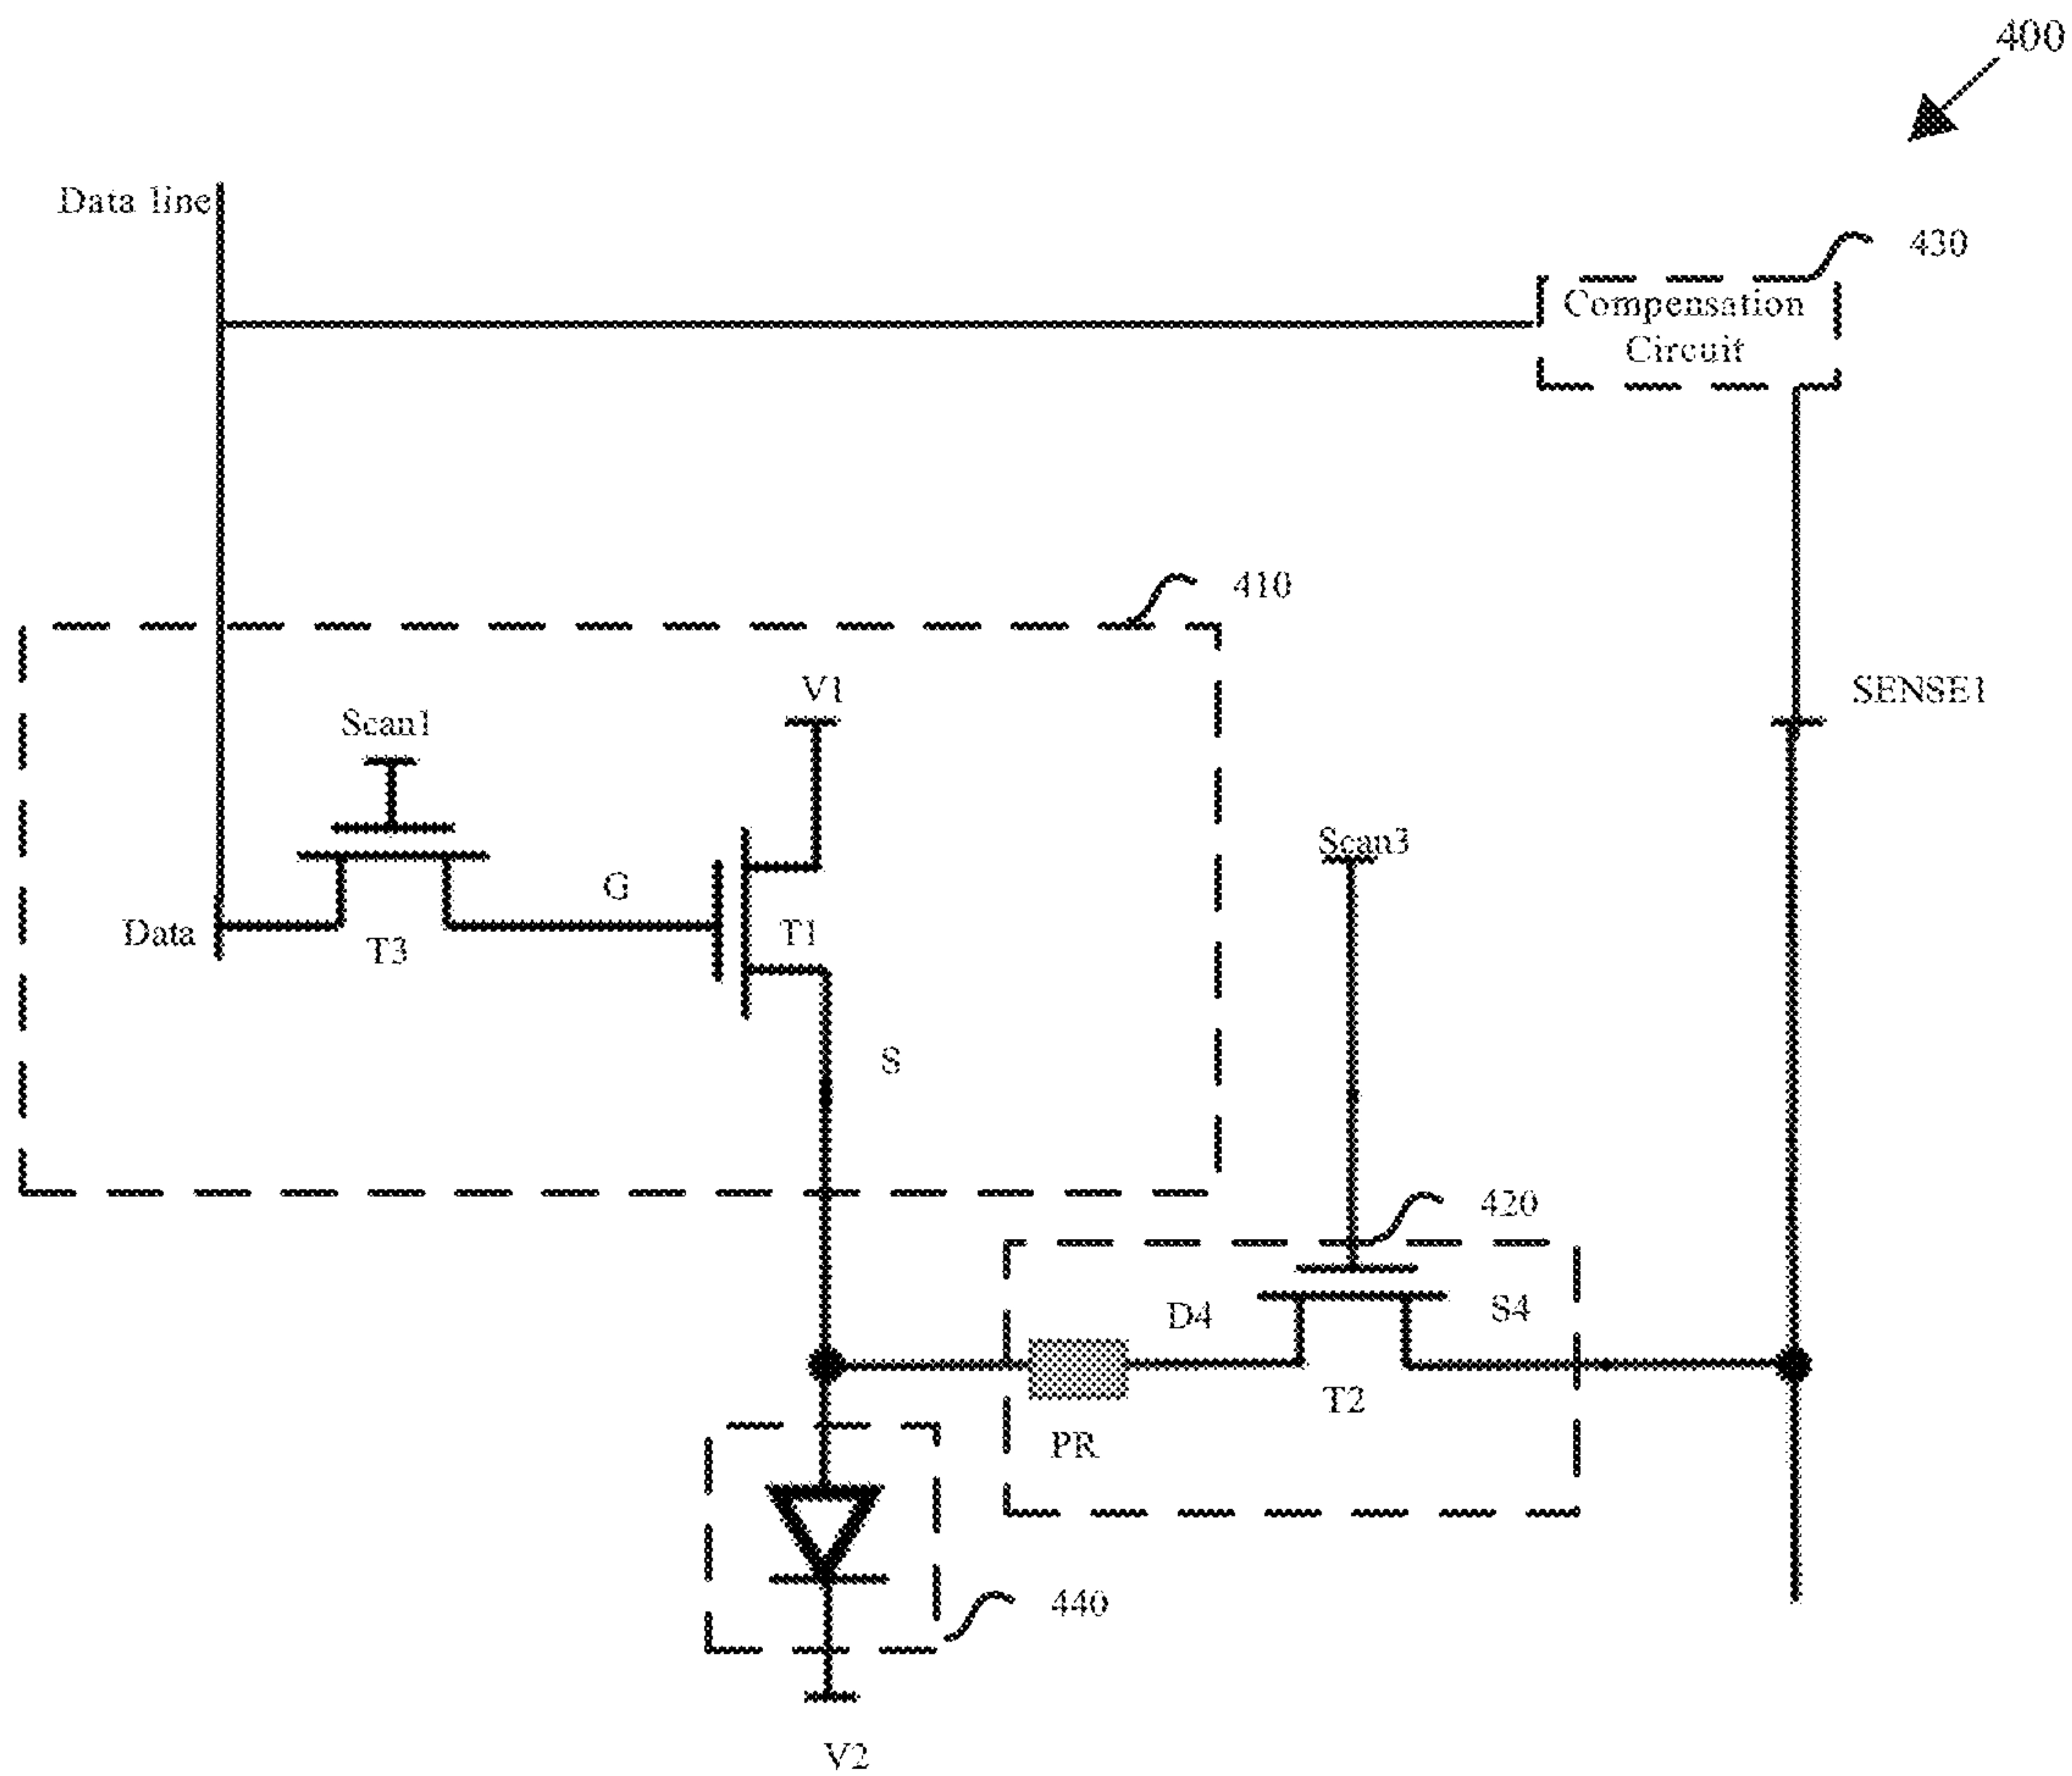 400
Data line
430
Compensation
Circuit
410
V1
SENSE1
Scan1
Scan3
G
Data
T3
T1
S
420
D4
S4
T2
PR
440
V2